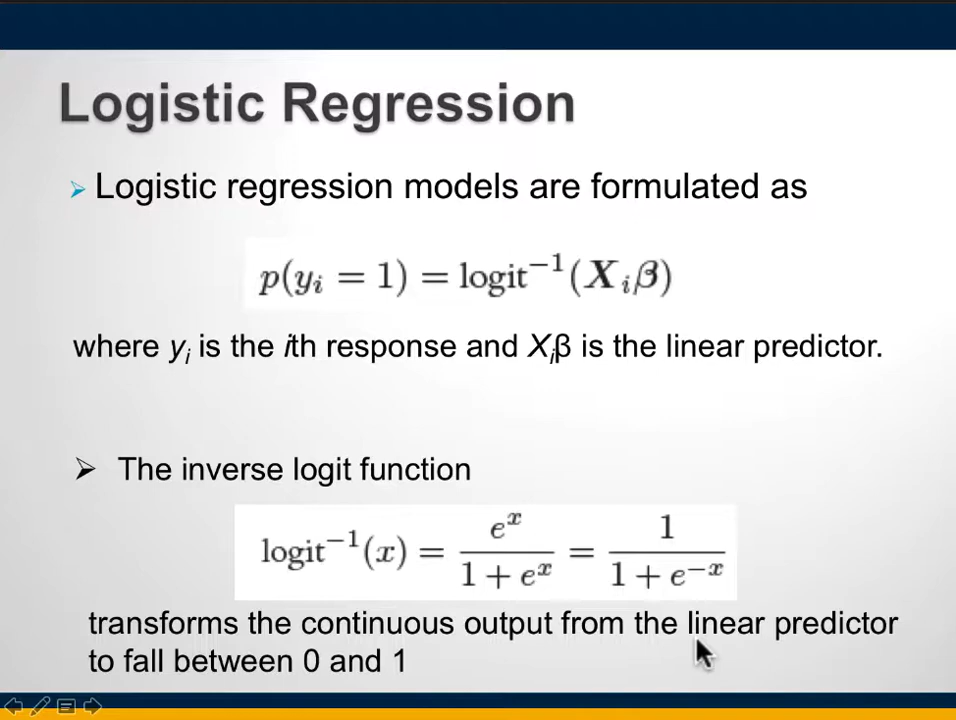 Logistic Regression
➢ Logistic regression models are formulated as
p(yᵢ = 1) = logit⁻¹(Xᵢβ)
where yᵢ is the ith response and Xᵢβ is the linear predictor.
➢ The inverse logit function
logit⁻¹(x) = eˣ / (1 + eˣ) = 1 / (1 + e⁻ˣ)
transforms the continuous output from the linear predictor
to fall between 0 and 1